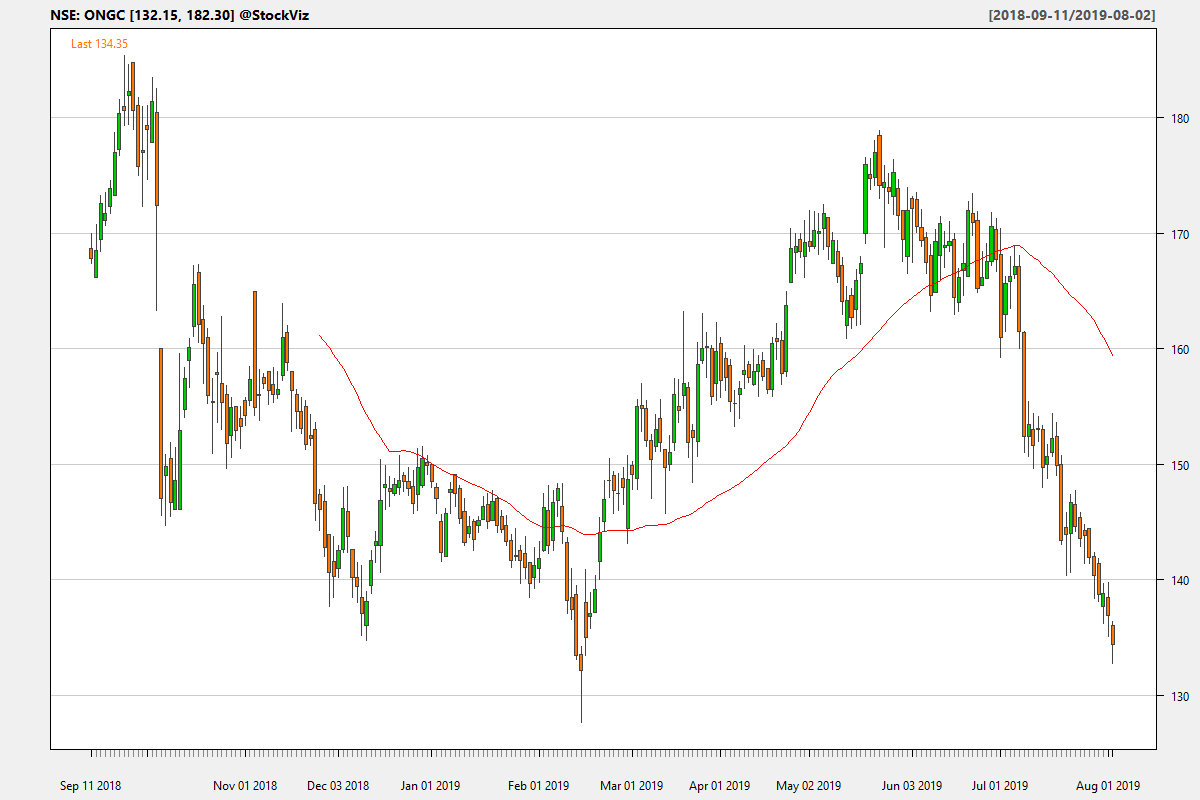 NSE: ONGC [132.15, 182.30] @StockViz [2018-09-11/2019-08-02]
Last 134.35
180
170
160
150
140
130
Sep 11 2018 Nov 01 2018 Dec 03 2018 Jan 01 2019 Feb 01 2019 Mar 01 2019 Apr 01 2019 May 02 2019 Jun 03 2019 Jul 01 2019 Aug 01 2019